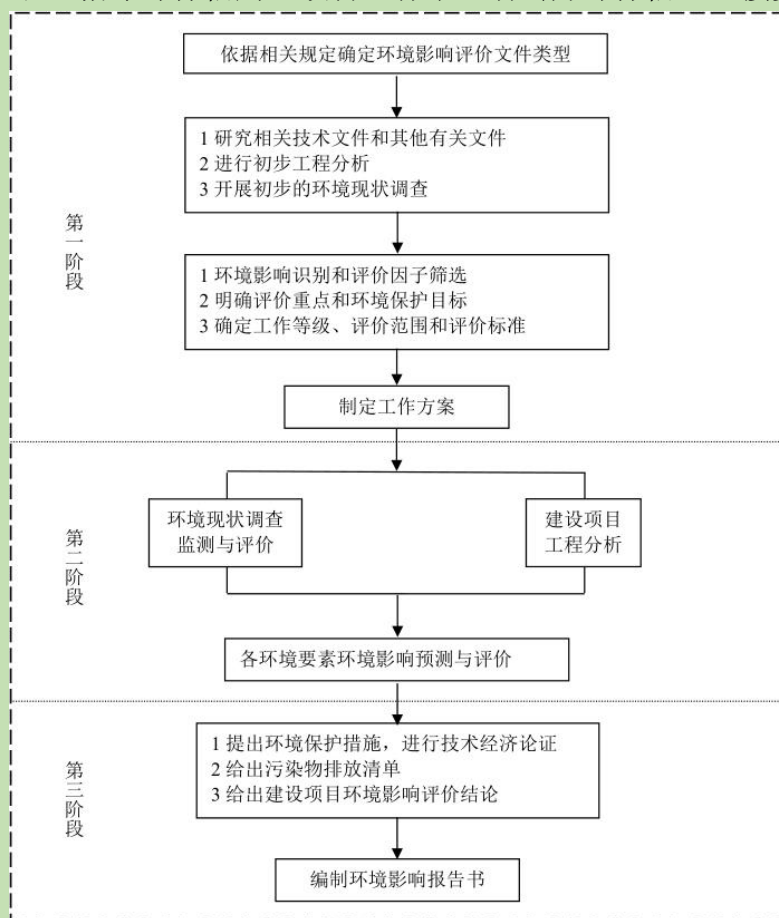 依据相关规定确定环境影响评价文件类型
1 研究相关技术文件和其他有关文件
2 进行初步工程分析
3 开展初步的环境现状调查
第一阶段
1 环境影响识别和评价因子筛选
2 明确评价重点和环境保护目标
3 确定工作等级、评价范围和评价标准
制定工作方案
第二阶段
环境现状调查
监测与评价
建设项目
工程分析
各环境要素环境影响预测与评价
第三阶段
1 提出环境保护措施，进行技术经济论证
2 给出污染物排放清单
3 给出建设项目环境影响评价结论
编制环境影响报告书